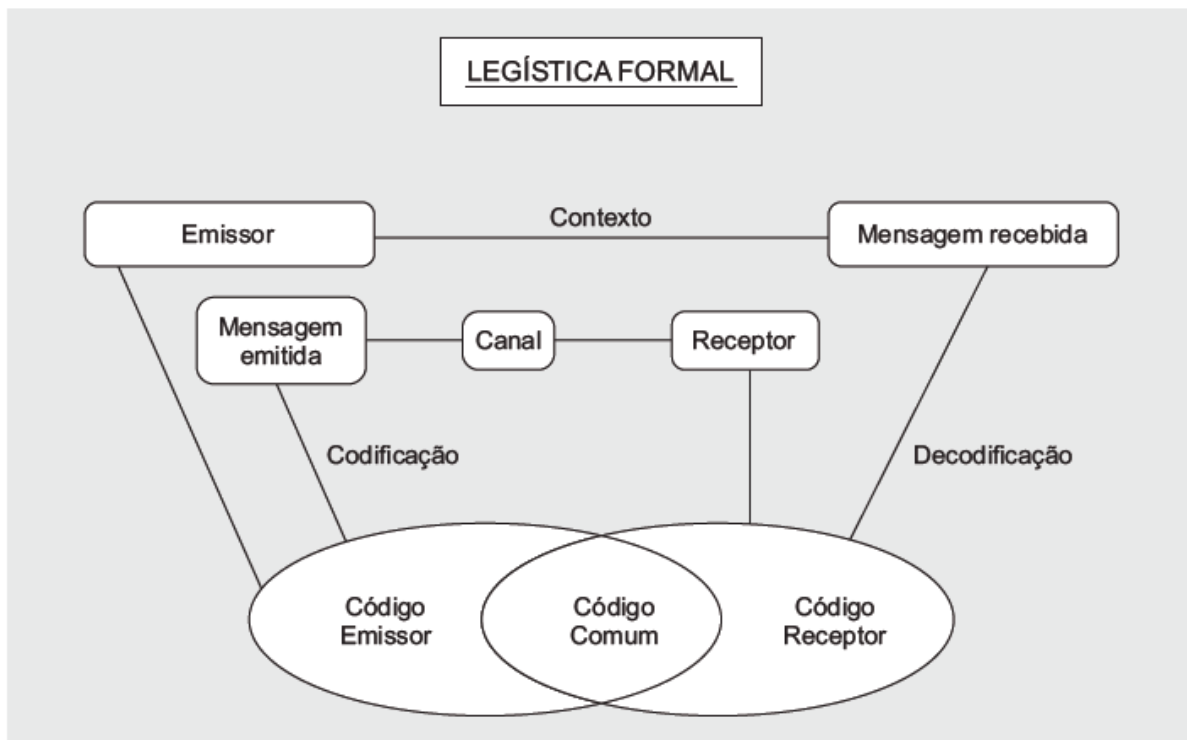 LEGÍSTICA FORMAL
Contexto
Emissor
Mensagem recebida
Mensagem
emitida
Canal
Receptor
Codificação
Decodificação
Código
Emissor
Código
Comum
Código
Receptor